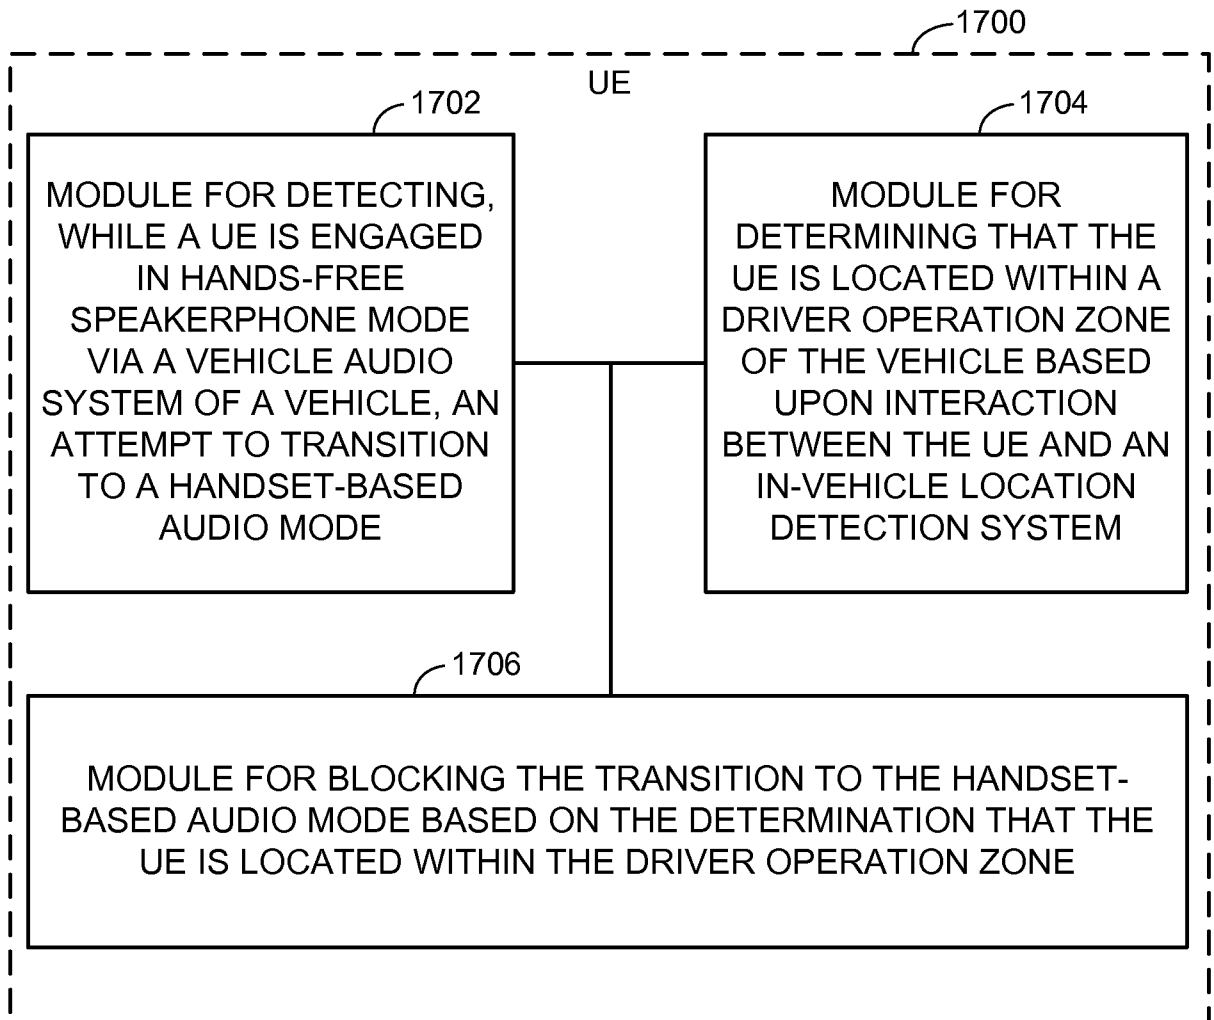 1700
UE
1702
MODULE FOR DETECTING,
WHILE A UE IS ENGAGED
IN HANDS-FREE
SPEAKERPHONE MODE
VIA A VEHICLE AUDIO
SYSTEM OF A VEHICLE, AN
ATTEMPT TO TRANSITION
TO A HANDSET-BASED
AUDIO MODE
1704
MODULE FOR
DETERMINING THAT THE
UE IS LOCATED WITHIN A
DRIVER OPERATION ZONE
OF THE VEHICLE BASED
UPON INTERACTION
BETWEEN THE UE AND AN
IN-VEHICLE LOCATION
DETECTION SYSTEM
1706
MODULE FOR BLOCKING THE TRANSITION TO THE HANDSET-
BASED AUDIO MODE BASED ON THE DETERMINATION THAT THE
UE IS LOCATED WITHIN THE DRIVER OPERATION ZONE